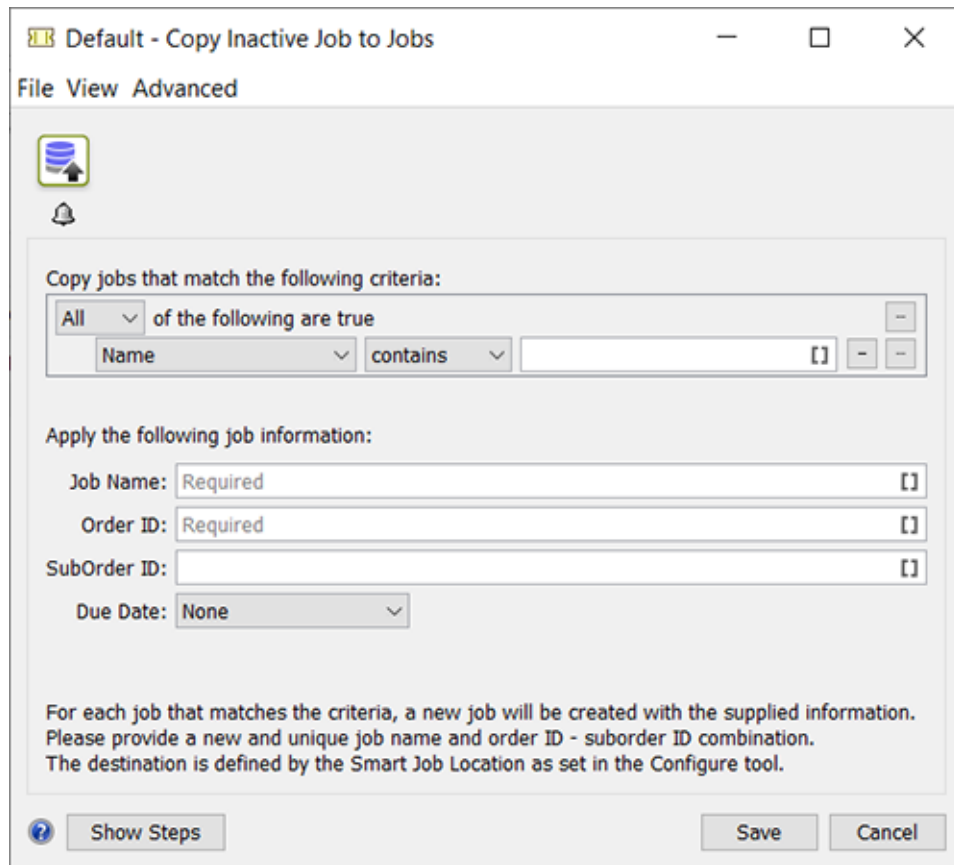 Default - Copy Inactive Job to Jobs
File View Advanced
Copy jobs that match the following criteria:
All of the following are true
Name contains [] - -
Apply the following job information:
Job Name: Required []
Order ID: Required []
SubOrder ID: []
Due Date: None
For each job that matches the criteria, a new job will be created with the supplied information.
Please provide a new and unique job name and order ID - suborder ID combination.
The destination is defined by the Smart Job Location as set in the Configure tool.
? Show Steps Save Cancel